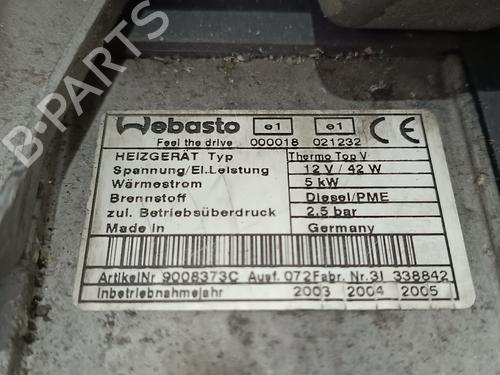 B-PARTS
Webasto e1 e1 CE
Feel the drive 000018 021232
HEIZGERÄT Typ Thermo Top V
Spannung/El.Leistung 12 V / 42 W
Wärmestrom 5 kW
Brennstoff Diesel/PME
zul. Betriebsüberdruck 2,5 bar
Made in Germany
ArtikelNr 9008373C Ausf. 072 Fabr. Nr.3I 338842
Inbetriebnahmejahr 2003 2004 2005